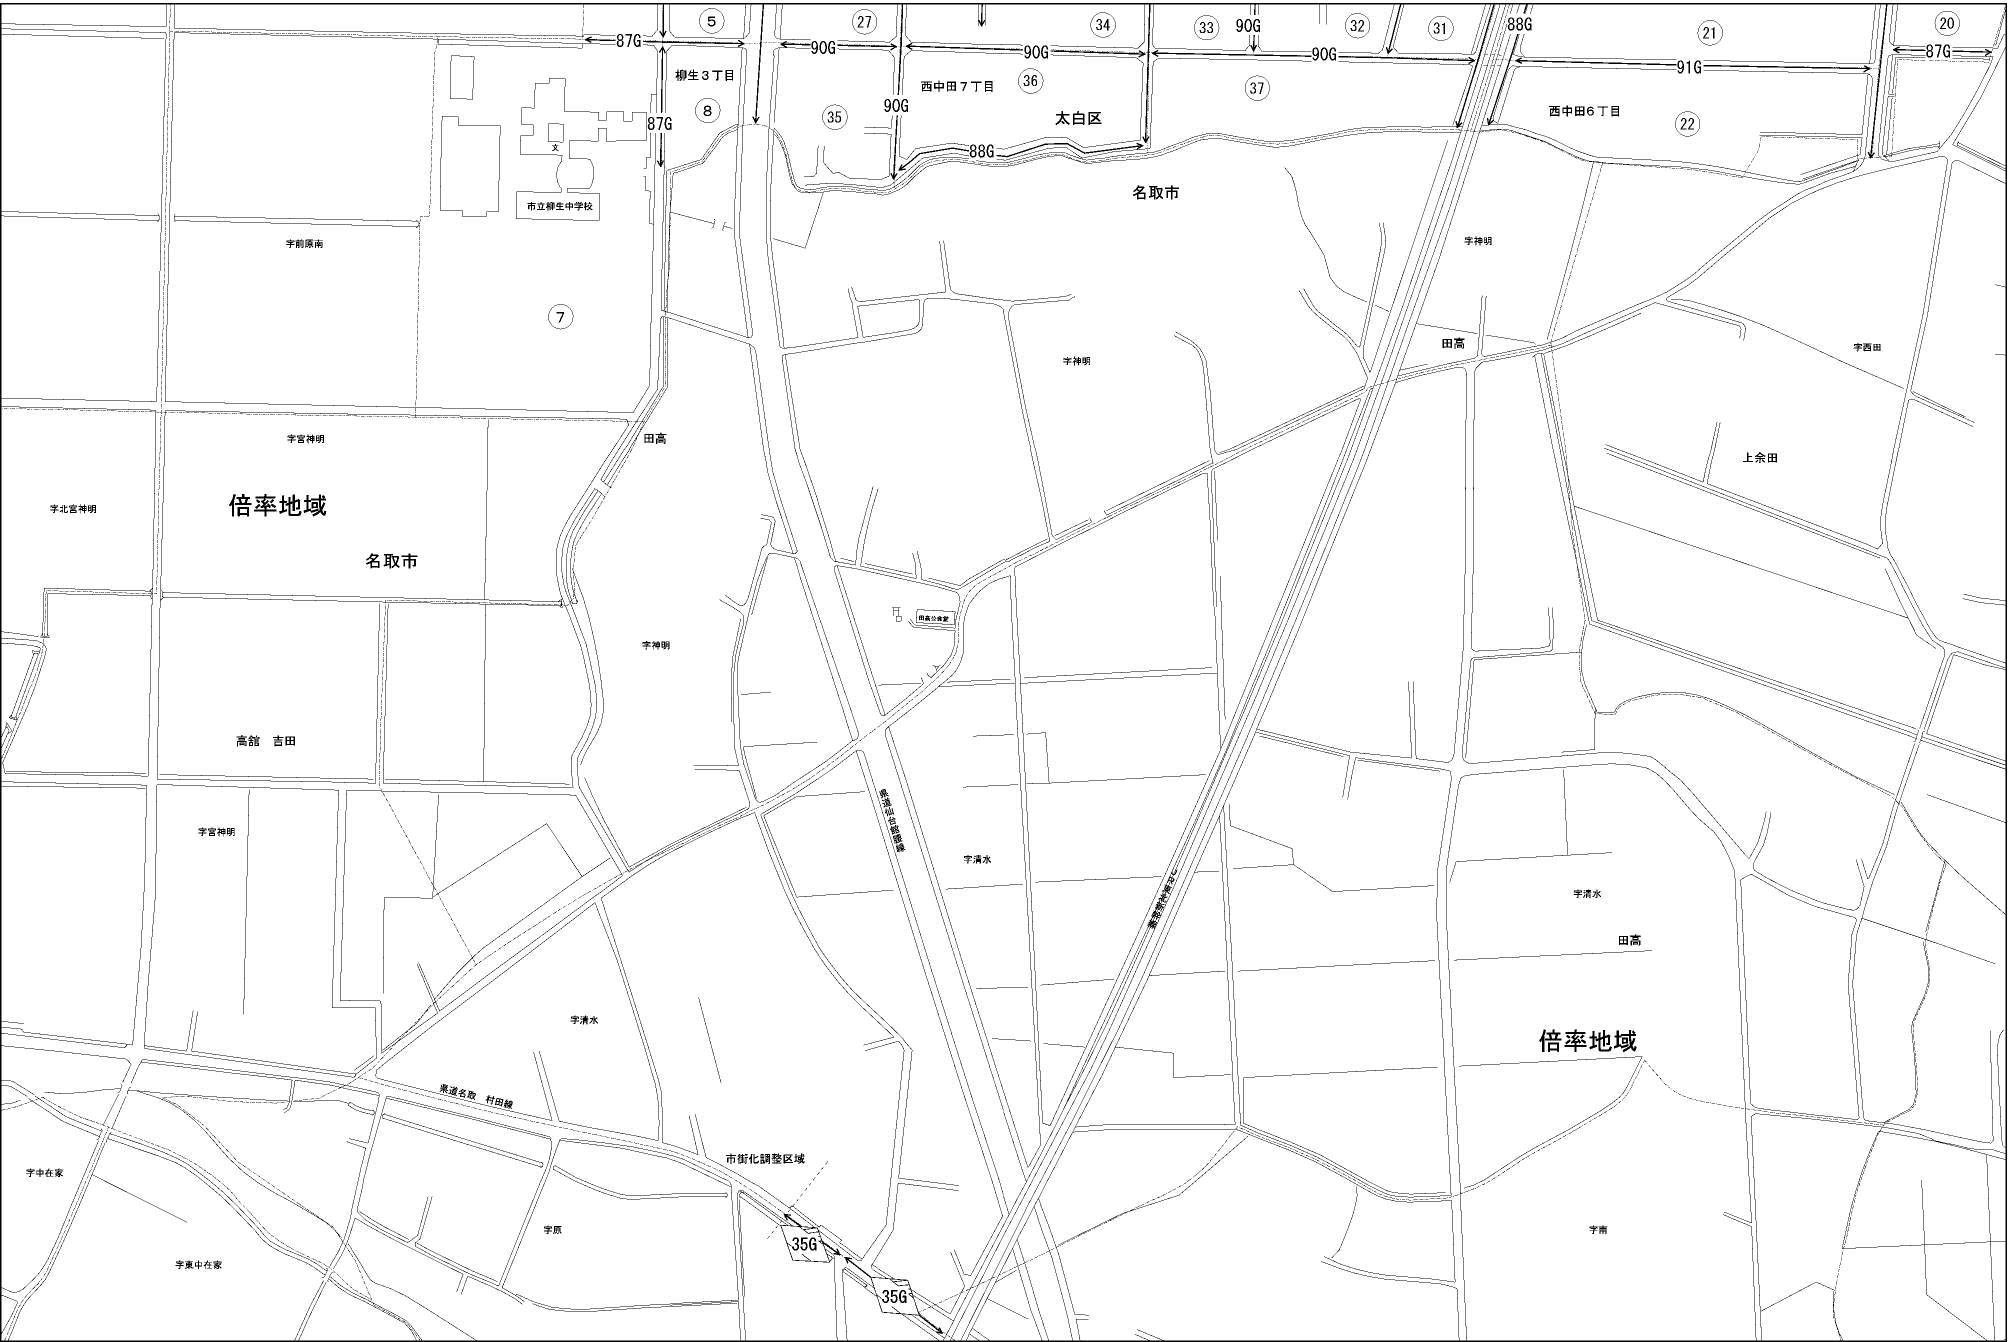 ⑤
㉗
㉞
㉝
90G
㉜
㉛
88G
㉑
⑳
87G
90G
90G
90G
91G
87G
柳生３丁目
⑧
87G
㉟
90G
西中田７丁目
㊱
太白区
㊲
西中田６丁目
㉒
88G
文
市立柳生中学校
名取市
字前原南
⑦
字神明
田高
字神明
字西田
字宮神明
田高
上余田
字北宮神明
倍率地域
名取市
田高公会堂
字神明
高舘　吉田
字宮神明
県道仙台館腰線
字清水
字清水
田高
字清水
倍率地域
県道名取　村田線
市街化調整区域
字中在家
字原
字南
字東中在家
35G
35G